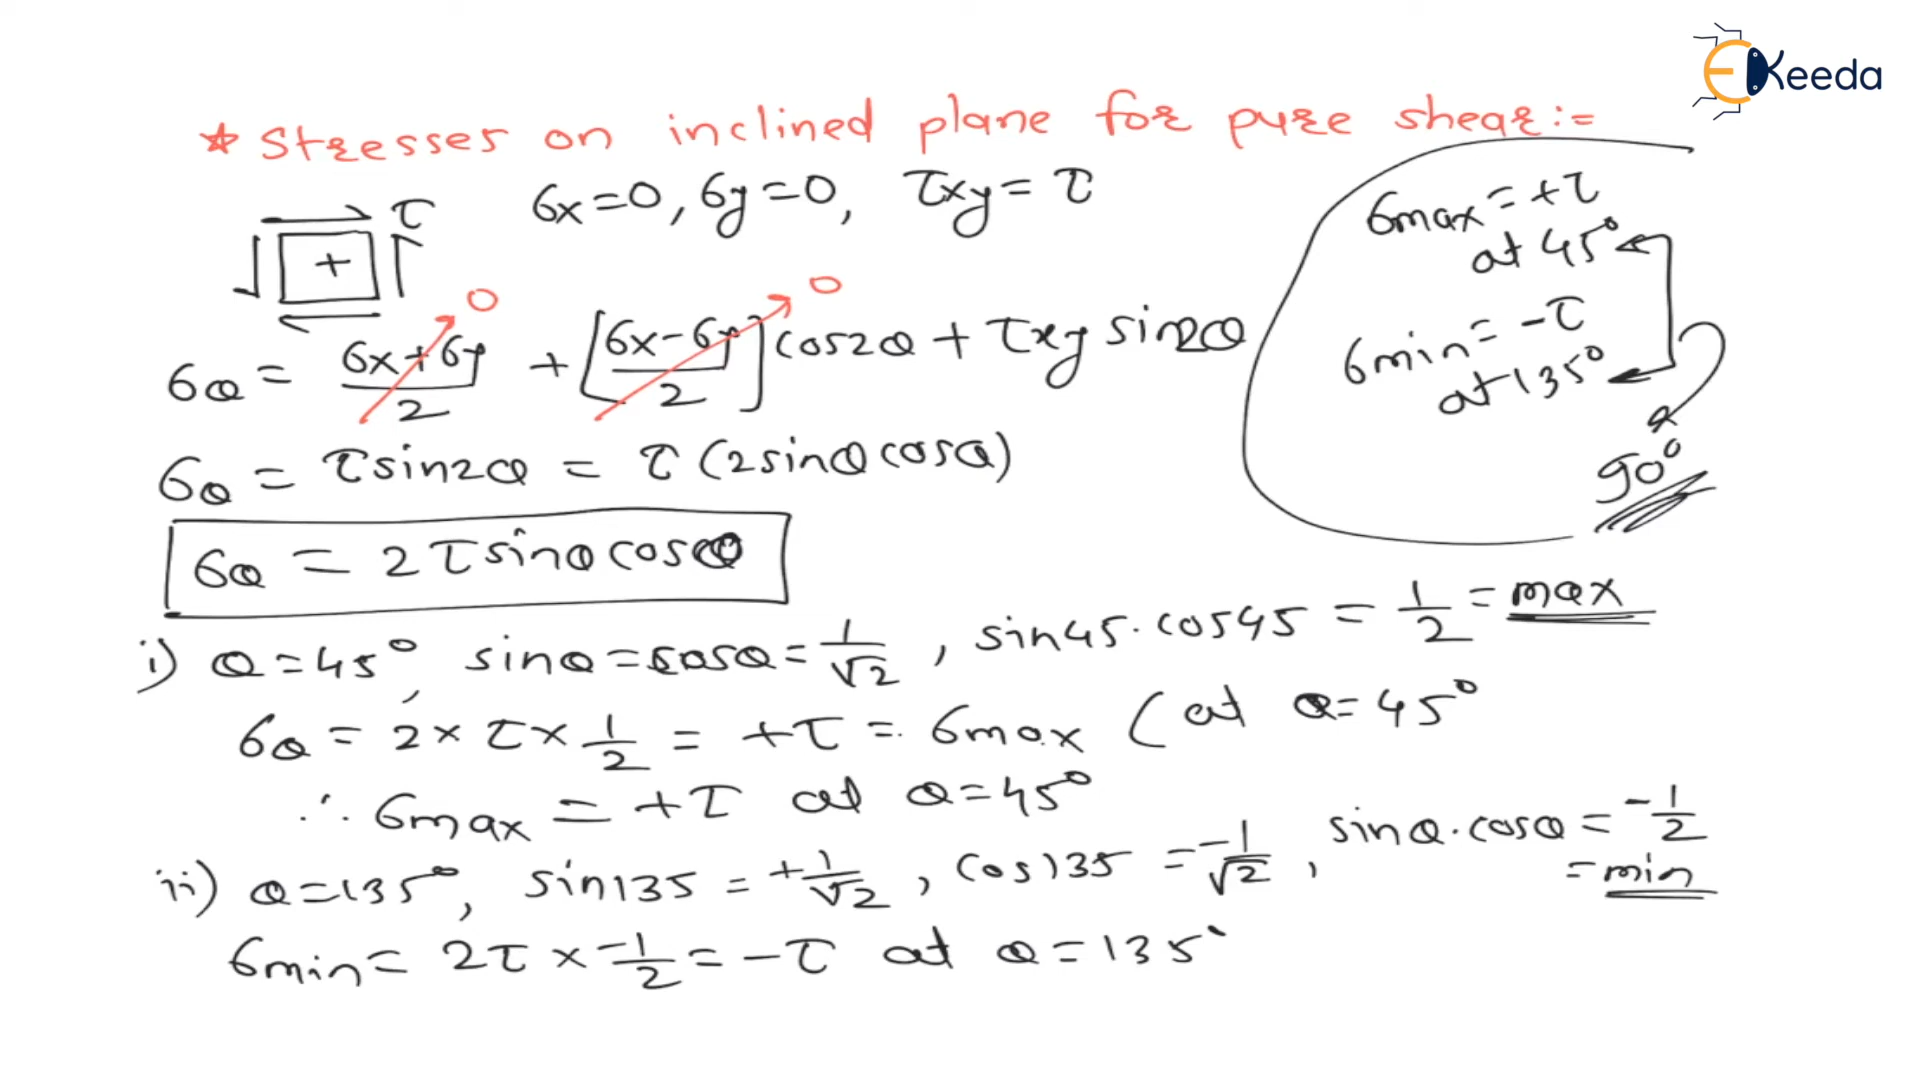 EKeeda
* Stresses on inclined plane for pure shear:=
τ
+
σx=0, σy=0, τxy=τ
σθ = (σx+σy)/2 →0 + [(σx-σy)/2] →0 cos2θ + τxy sin2θ
σθ = τsin2θ = τ(2sinθcosθ)
σθ = 2τsinθcosθ
σmax=+τ
at 45°
σmin=-τ
at 135°
90°
i) θ=45°, sinθ=cosθ=1/√2, sin45.cos45 = 1/2 = max
σθ = 2×τ×1/2 = +τ = σmax (at θ=45°
∴ σmax = +τ at θ=45°
ii) θ=135°, sin135 = +1/√2, cos135 = -1/√2, sinθ.cosθ = -1/2
= min
σmin = 2τ × -1/2 = -τ at θ=135°